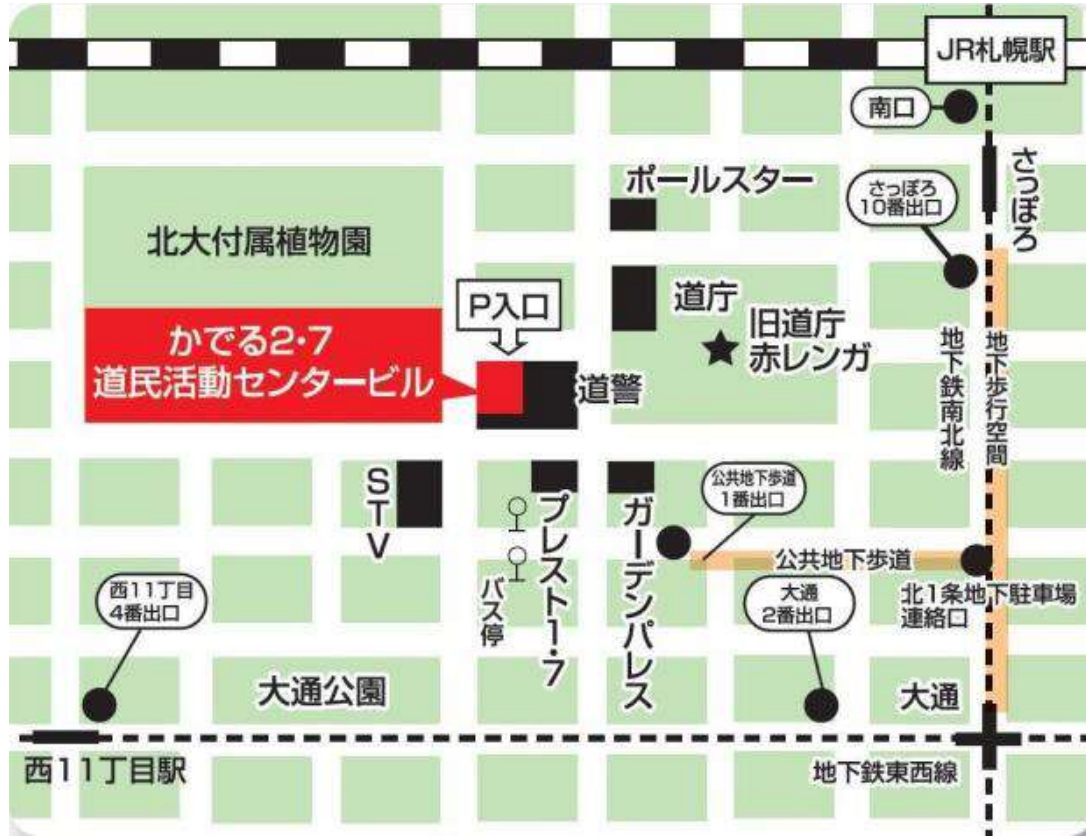 JR札幌駅
南口
さっぽろ
ポールスター
さっぽろ
10番出口
北大付属植物園
P入口
道庁
旧道庁
赤レンガ
かでる2・7
道民活動センタービル
道警
地下鉄南北線
地下歩行空間
STV
プレスト1・7
ガーデンパレス
公共地下歩道
1番出口
公共地下歩道
バス停
西11丁目
4番出口
大通
2番出口
北1条地下駐車場
連絡口
大通公園
大通
西11丁目駅
地下鉄東西線